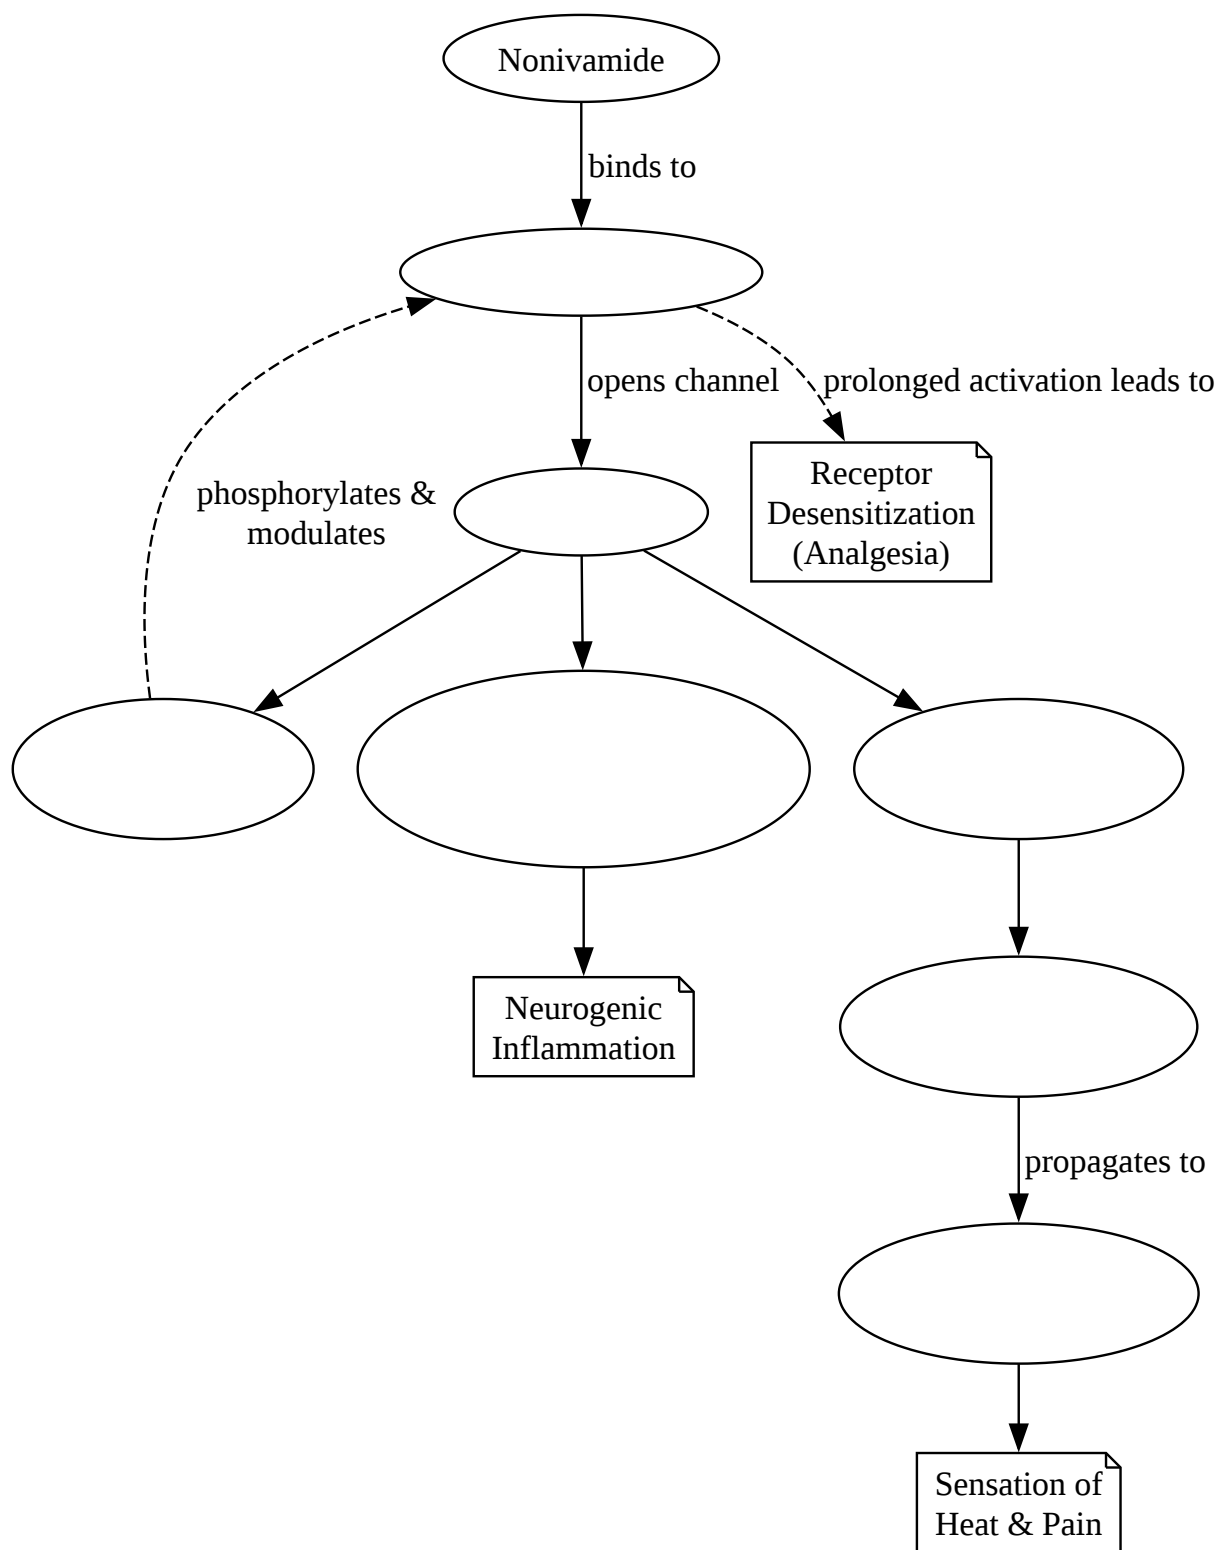 Nonivamide
binds to
opens channel
prolonged activation leads to
Receptor
Desensitization
(Analgesia)
phosphorylates &
modulates
Neurogenic
Inflammation
propagates to
Sensation of
Heat & Pain